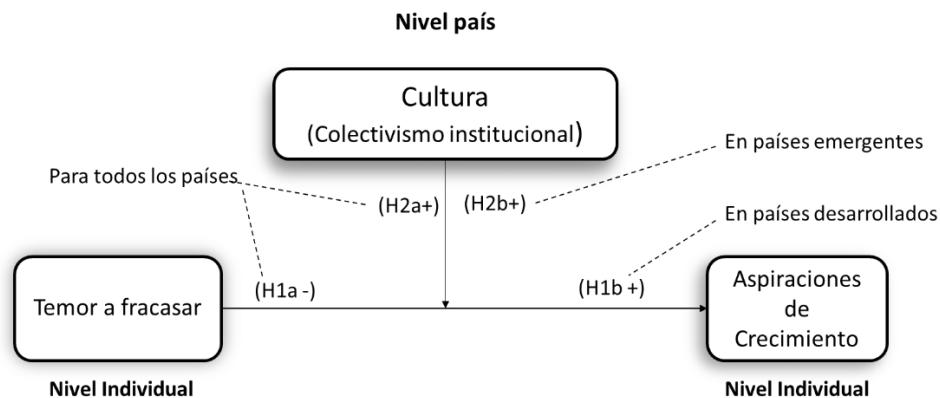 Nivel país
Cultura
(Colectivismo institucional)
En países emergentes
Para todos los países
(H2a+)
(H2b+)
En países desarrollados
Temor a fracasar
(H1a -)
(H1b +)
Aspiraciones
de
Crecimiento
Nivel Individual
Nivel Individual